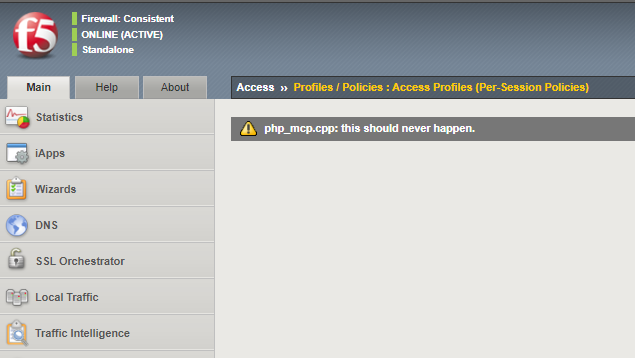 f5
Firewall: Consistent
ONLINE (ACTIVE)
Standalone
Main Help About
Access ›› Profiles / Policies : Access Profiles (Per-Session Policies)
Statistics
php_mcp.cpp: this should never happen.
iApps
Wizards
DNS
SSL Orchestrator
Local Traffic
Traffic Intelligence